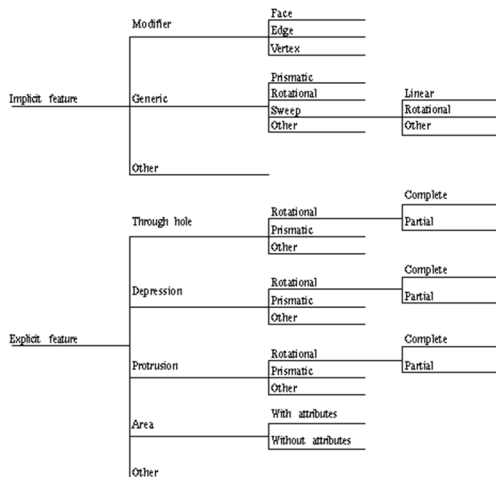 Modifier
Face
Edge
Vertex
Implicit feature
Generic
Prismatic
Rotational
Sweep
Other
Linear
Rotational
Other
Other
Explicit feature
Through hole
Rotational
Prismatic
Other
Complete
Partial
Depression
Rotational
Prismatic
Other
Complete
Partial
Protrusion
Rotational
Prismatic
Other
Complete
Partial
Area
With attributes
Without attributes
Other